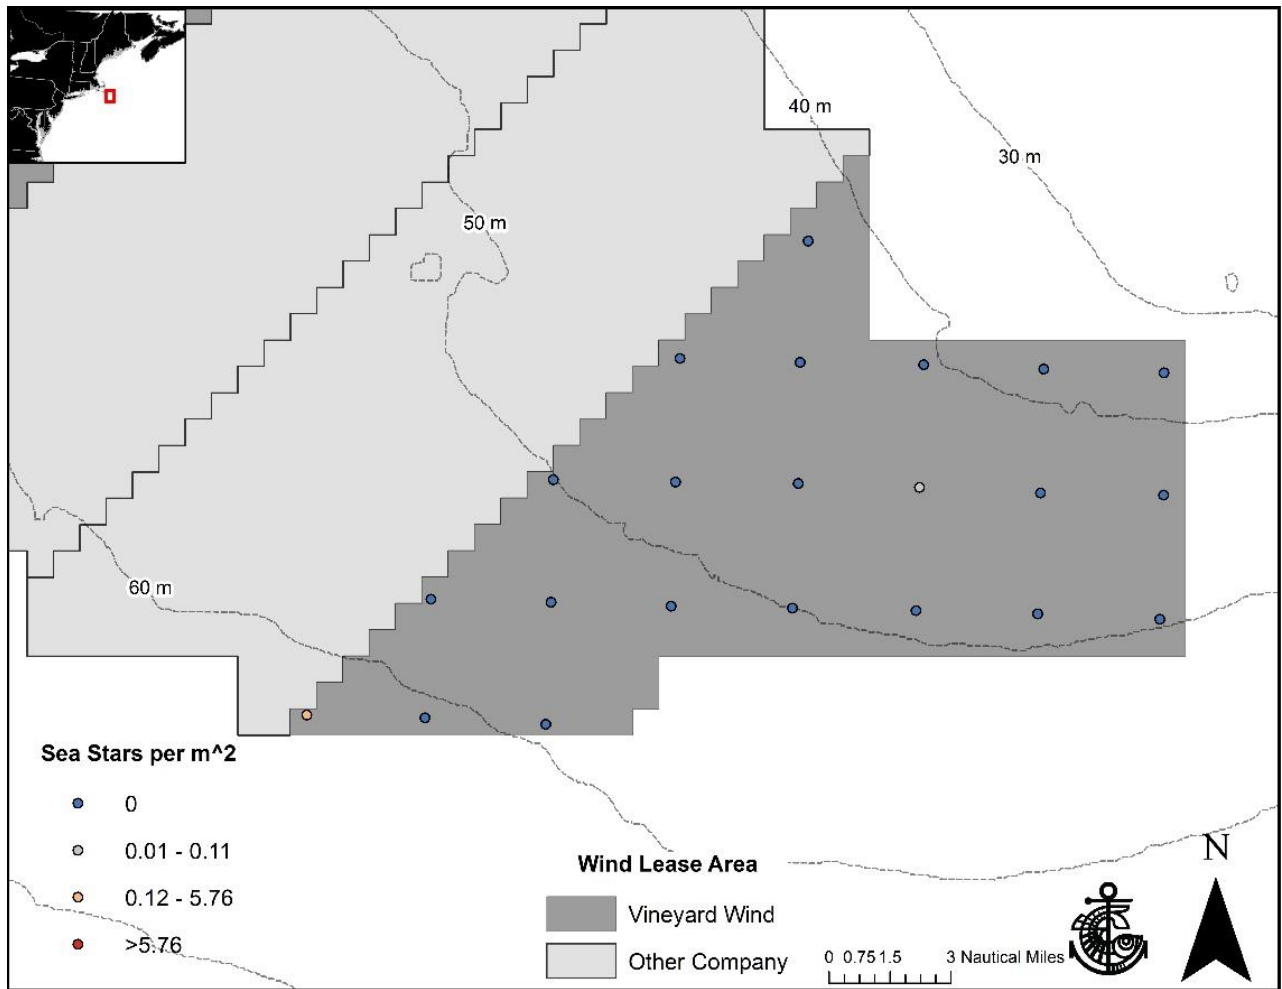 40 m
30 m
50 m
60 m
Sea Stars per m^2
0
0.01 - 0.11
0.12 - 5.76
>5.76
Wind Lease Area
Vineyard Wind
Other Company
0 0.75 1.5 3 Nautical Miles
N